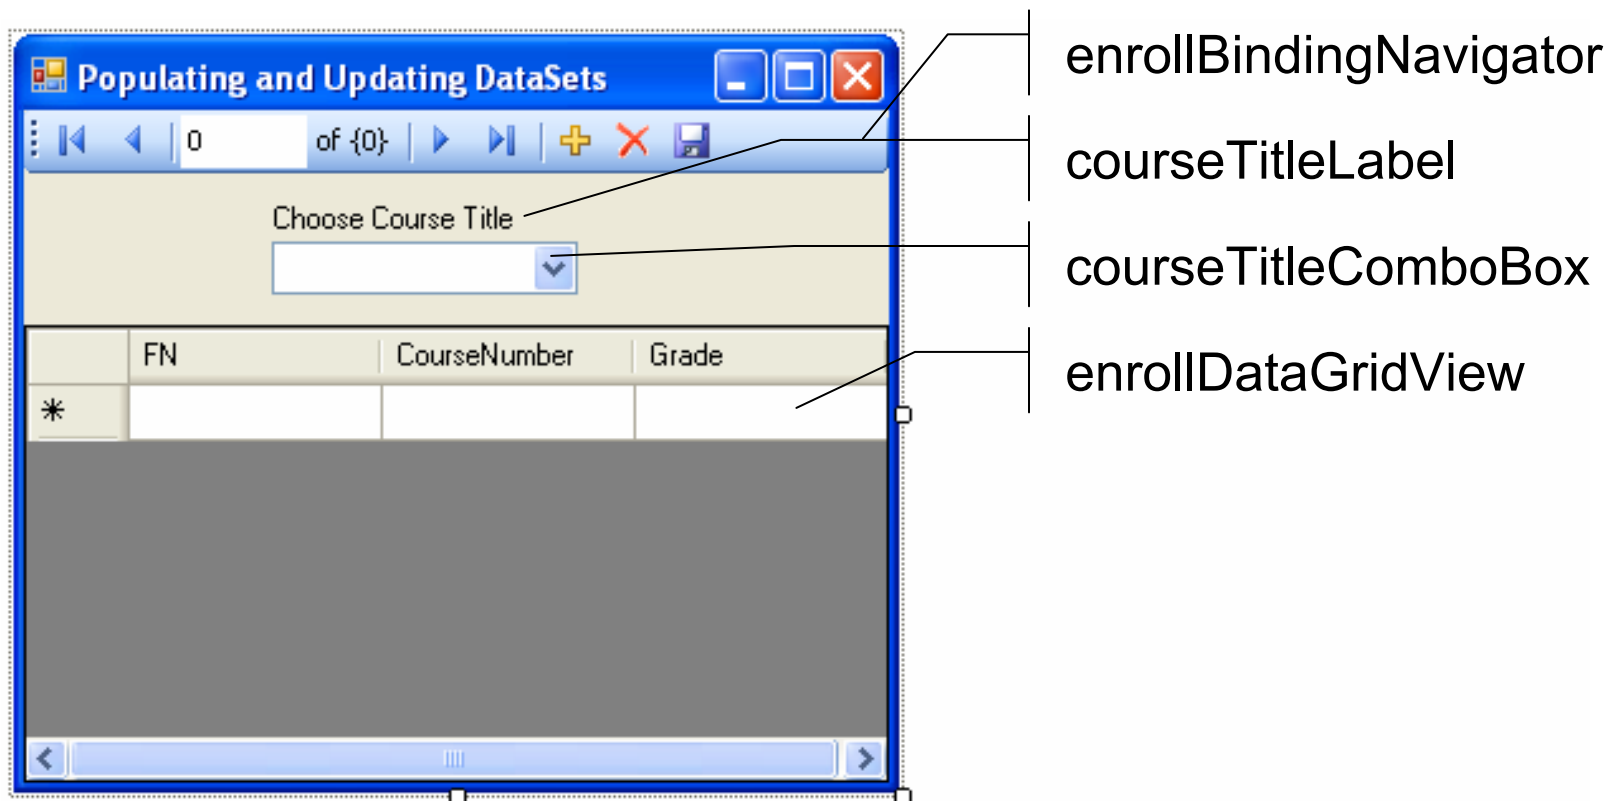 Populating and Updating DataSets
0 of {0}
Choose Course Title
FN CourseNumber Grade
enrollBindingNavigator
courseTitleLabel
courseTitleComboBox
enrollDataGridView